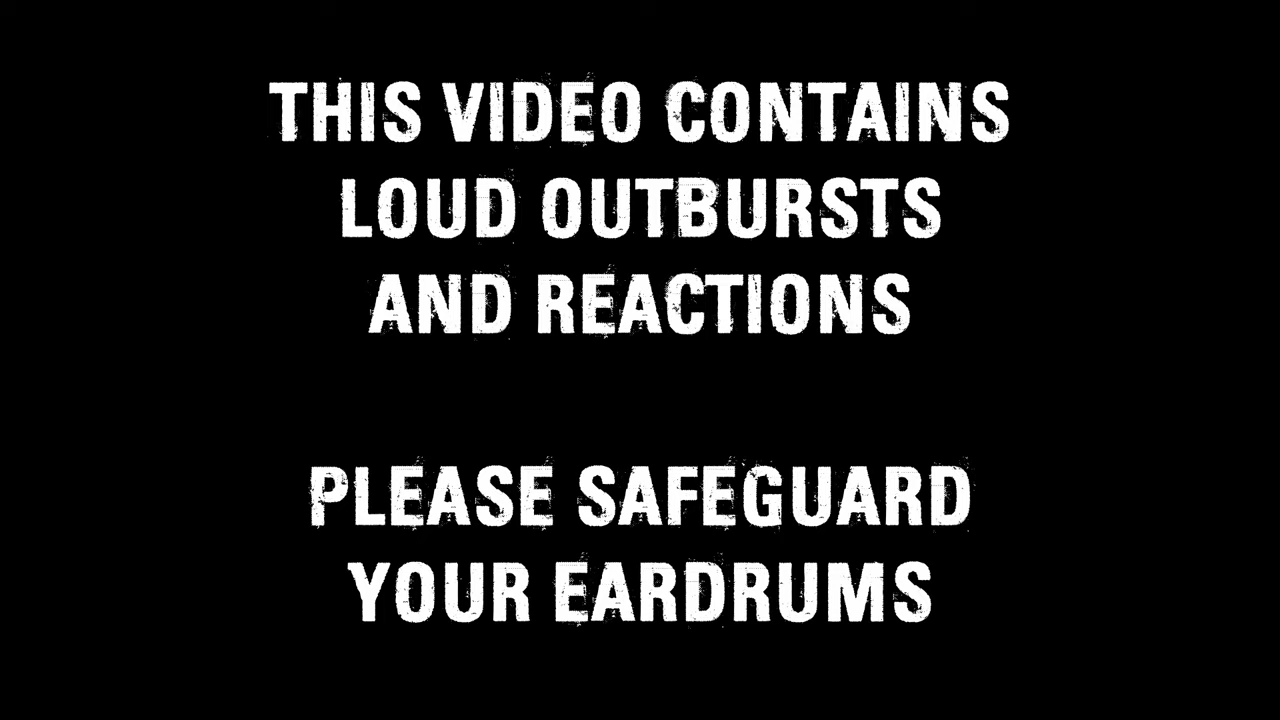 THIS VIDEO CONTAINS
LOUD OUTBURSTS
AND REACTIONS
PLEASE SAFEGUARD
YOUR EARDRUMS